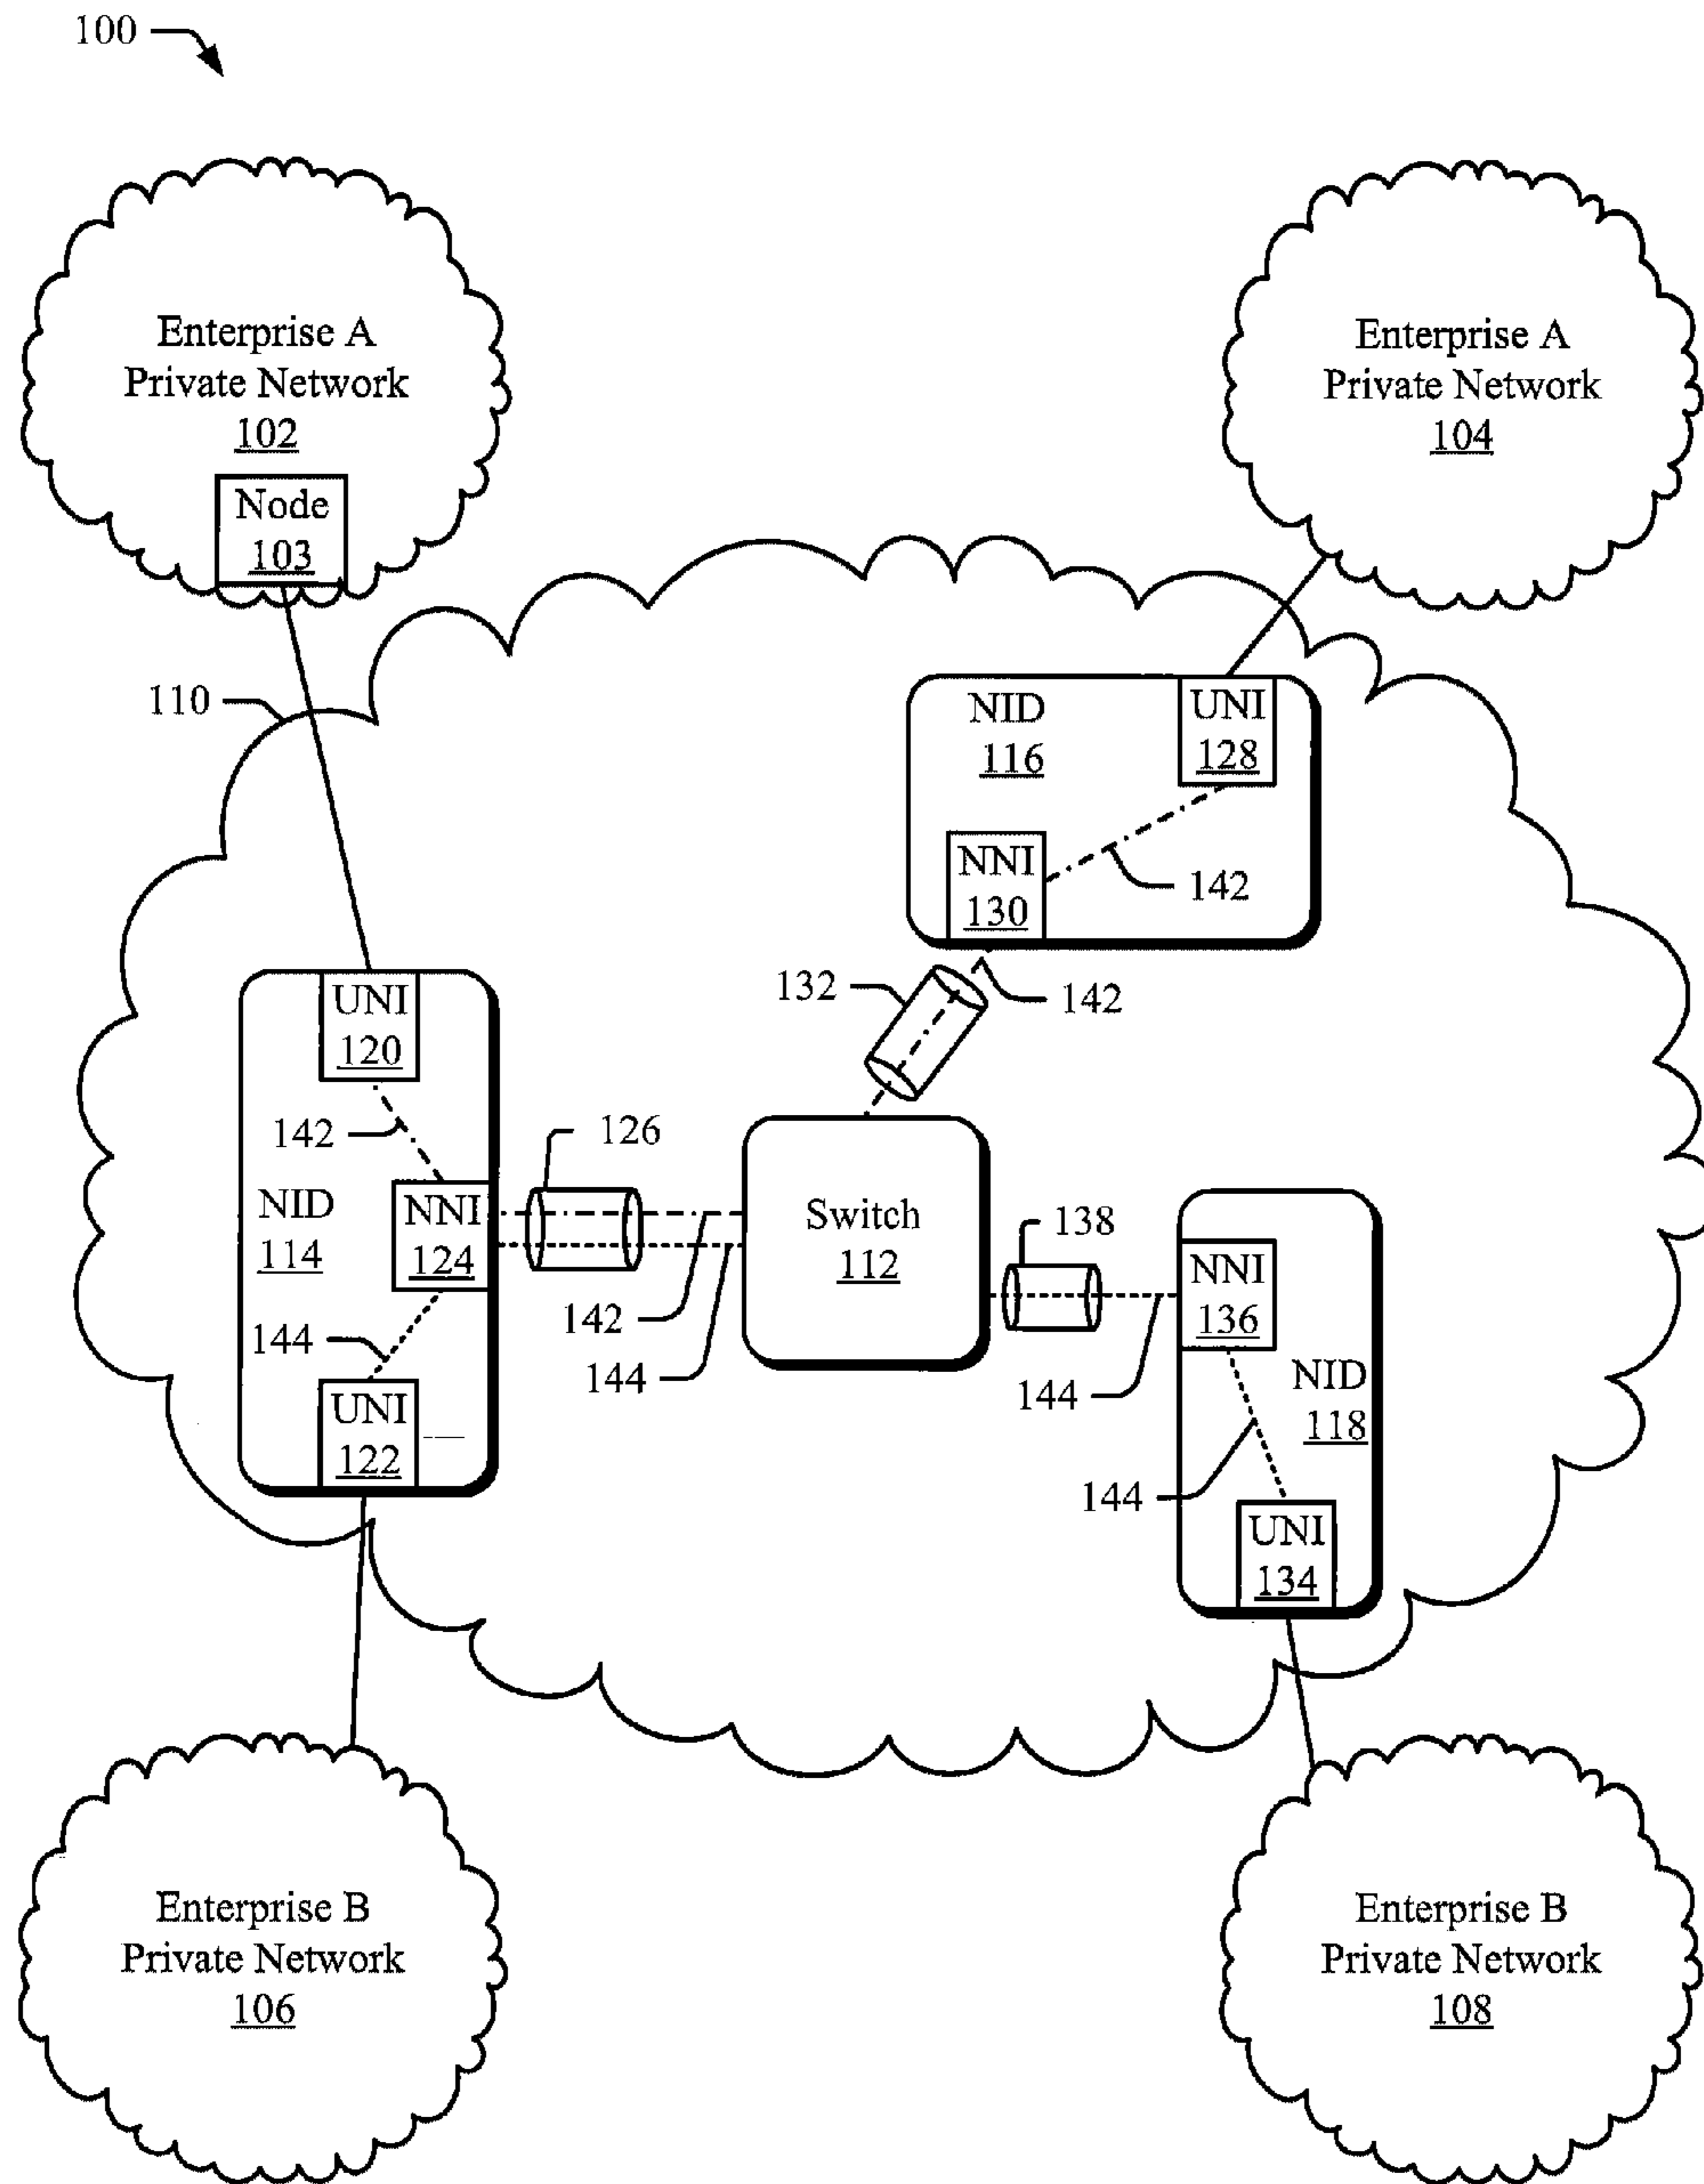 100
Enterprise A
Private Network
102
Node
103
Enterprise A
Private Network
104
110
NID
116
UNI
128
NNI
130
142
132
142
UNI
120
142
126
NID
114
NNI
124
Switch
112
138
142
144
144
144
NNI
136
NID
118
UNI
122
144
UNI
134
Enterprise B
Private Network
106
Enterprise B
Private Network
108